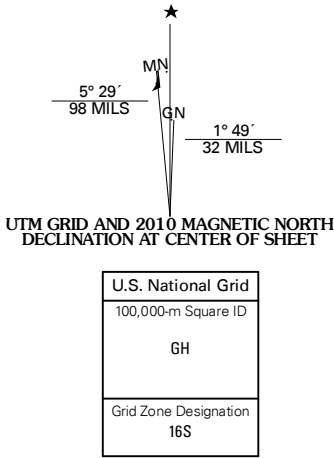 MN
5° 29´
98 MILS
GN
1° 49´
32 MILS
UTM GRID AND 2010 MAGNETIC NORTH
DECLINATION AT CENTER OF SHEET
U.S. National Grid
100,000-m Square ID
GH
Grid Zone Designation
16S